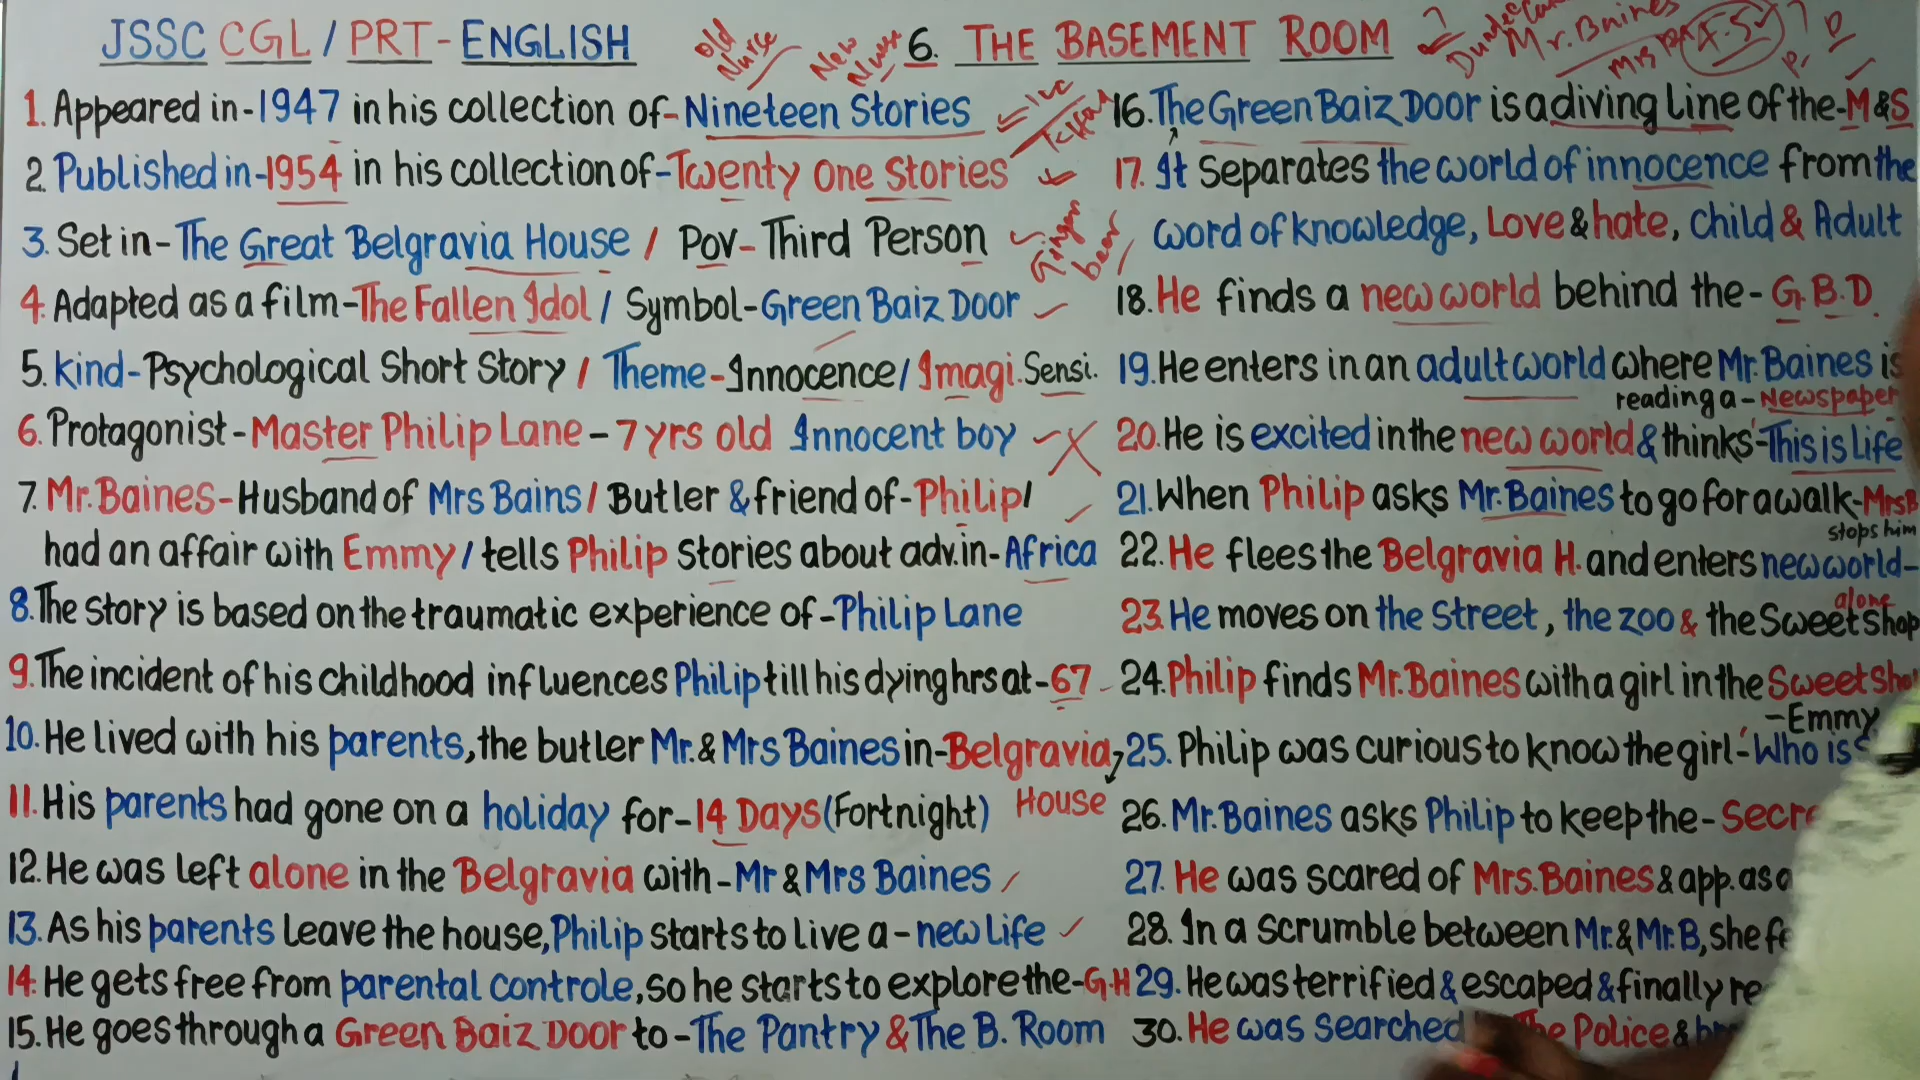 JSSC CGL / PRT - ENGLISH
6. THE BASEMENT ROOM
Old Nurse
New Nurse
Mr. Baines
4-5
1. Appeared in - 1947 in his collection of - Nineteen Stories
2. Published in - 1954 in his collection of - Twenty One Stories
3. Set in - The Great Belgravia House / Pov - Third Person
4. Adapted as a film - The Fallen Idol / Symbol - Green Baiz Door
5. Kind - Psychological Short Story / Theme - Innocence / Imagi. Sensi.
6. Protagonist - Master Philip Lane - 7 yrs old Innocent boy
7. Mr. Baines - Husband of Mrs Bains / Butler & friend of - Philip /
had an affair with Emmy / tells Philip Stories about adv. in - Africa
8. The story is based on the traumatic experience of - Philip Lane
9. The incident of his childhood influences Philip till his dying hrs at - 67
10. He lived with his parents, the butler Mr. & Mrs Baines in - Belgravia
House
11. His parents had gone on a holiday for - 14 Days (Fortnight)
12. He was left alone in the Belgravia with - Mr & Mrs Baines
13. As his parents leave the house, Philip starts to live a - new life
14. He gets free from parental controle, so he starts to explore the - G.H
15. He goes through a Green Baiz Door to - The Pantry & The B. Room
16. The Green Baiz Door is a diving line of the - M & S
17. It separates the world of innocence from the
word of knowledge, Love & hate, child & Adult
18. He finds a new world behind the - G.B.D.
19. He enters in an adult world where Mr. Baines is
reading a - Newspaper
20. He is excited in the new world & thinks '- This is Life
21. When Philip asks Mr. Baines to go for a walk - Mrs B
stops him
22. He flees the Belgravia H. and enters new world -
alone
23. He moves on the Street, the zoo & the Sweet shop
24. Philip finds Mr. Baines with a girl in the Sweet
- Emmy
25. Philip was curious to know the girl - 'Who is
26. Mr. Baines asks Philip to keep the - Secre
27. He was scared of Mrs. Baines & app. as a
28. In a scrumble between Mr. & Mr. B, she fe
29. He was terrified & escaped & finally re
30. He was searched The Police & br